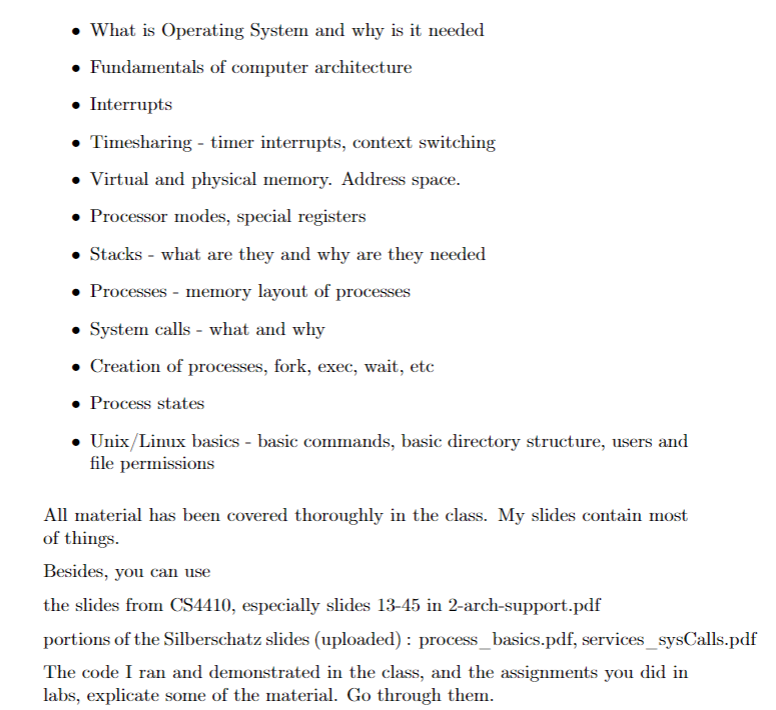 • What is Operating System and why is it needed
• Fundamentals of computer architecture
• Interrupts
• Timesharing - timer interrupts, context switching
• Virtual and physical memory. Address space.
• Processor modes, special registers
• Stacks - what are they and why are they needed
• Processes - memory layout of processes
• System calls - what and why
• Creation of processes, fork, exec, wait, etc
• Process states
• Unix/Linux basics - basic commands, basic directory structure, users and
file permissions
All material has been covered thoroughly in the class. My slides contain most
of things.
Besides, you can use
the slides from CS4410, especially slides 13-45 in 2-arch-support.pdf
portions of the Silberschatz slides (uploaded) : process_basics.pdf, services_sysCalls.pdf
The code I ran and demonstrated in the class, and the assignments you did in
labs, explicate some of the material. Go through them.